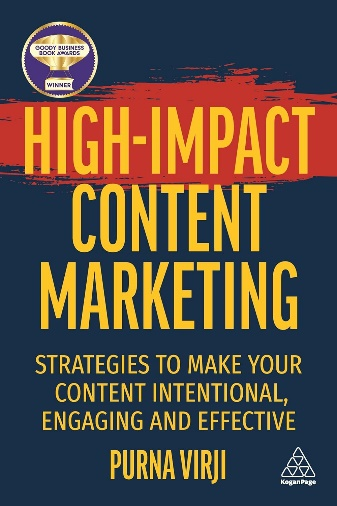 GOODY BUSINESS
BOOK AWARDS
WINNER
HIGH-IMPACT
CONTENT
MARKETING
STRATEGIES TO MAKE YOUR
CONTENT INTENTIONAL,
ENGAGING AND EFFECTIVE
PURNA VIRJI
KoganPage